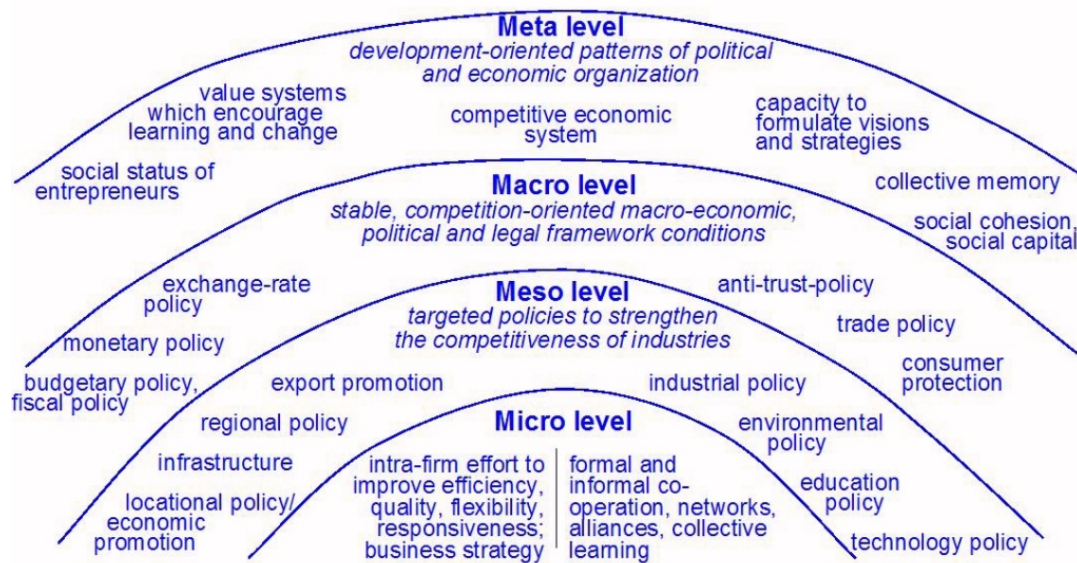 Meta level
development-oriented patterns of political
and economic organization
value systems
which encourage
learning and change
competitive economic
system
capacity to
formulate visions
and strategies
social status of
entrepreneurs
collective memory
social cohesion,
social capital
Macro level
stable, competition-oriented macro-economic,
political and legal framework conditions
exchange-rate
policy
anti-trust-policy
monetary policy
trade policy
budgetary policy,
fiscal policy
consumer
protection
Meso level
targeted policies to strengthen
the competitiveness of industries
export promotion
industrial policy
regional policy
environmental
policy
infrastructure
education
policy
locational policy/
economic
promotion
technology policy
Micro level
intra-firm effort to
improve efficiency,
quality, flexibility,
responsiveness;
business strategy
formal and
informal co-
operation, networks,
alliances, collective
learning